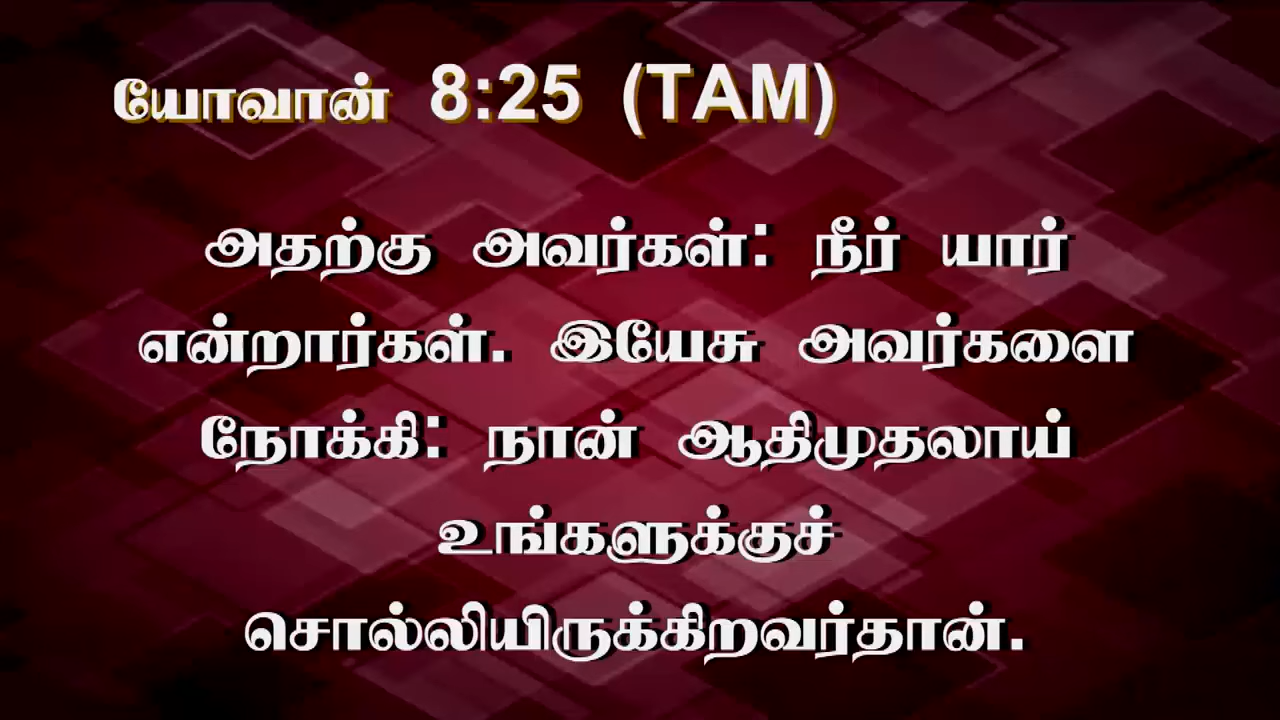 யோவான் 8:25 (TAM)
அதற்கு அவர்கள்: நீர் யார்
என்றார்கள். இயேசு அவர்களை
நோக்கி: நான் ஆதிமுதலாய்
உங்களுக்குச்
சொல்லியிருக்கிறவர்தான்.